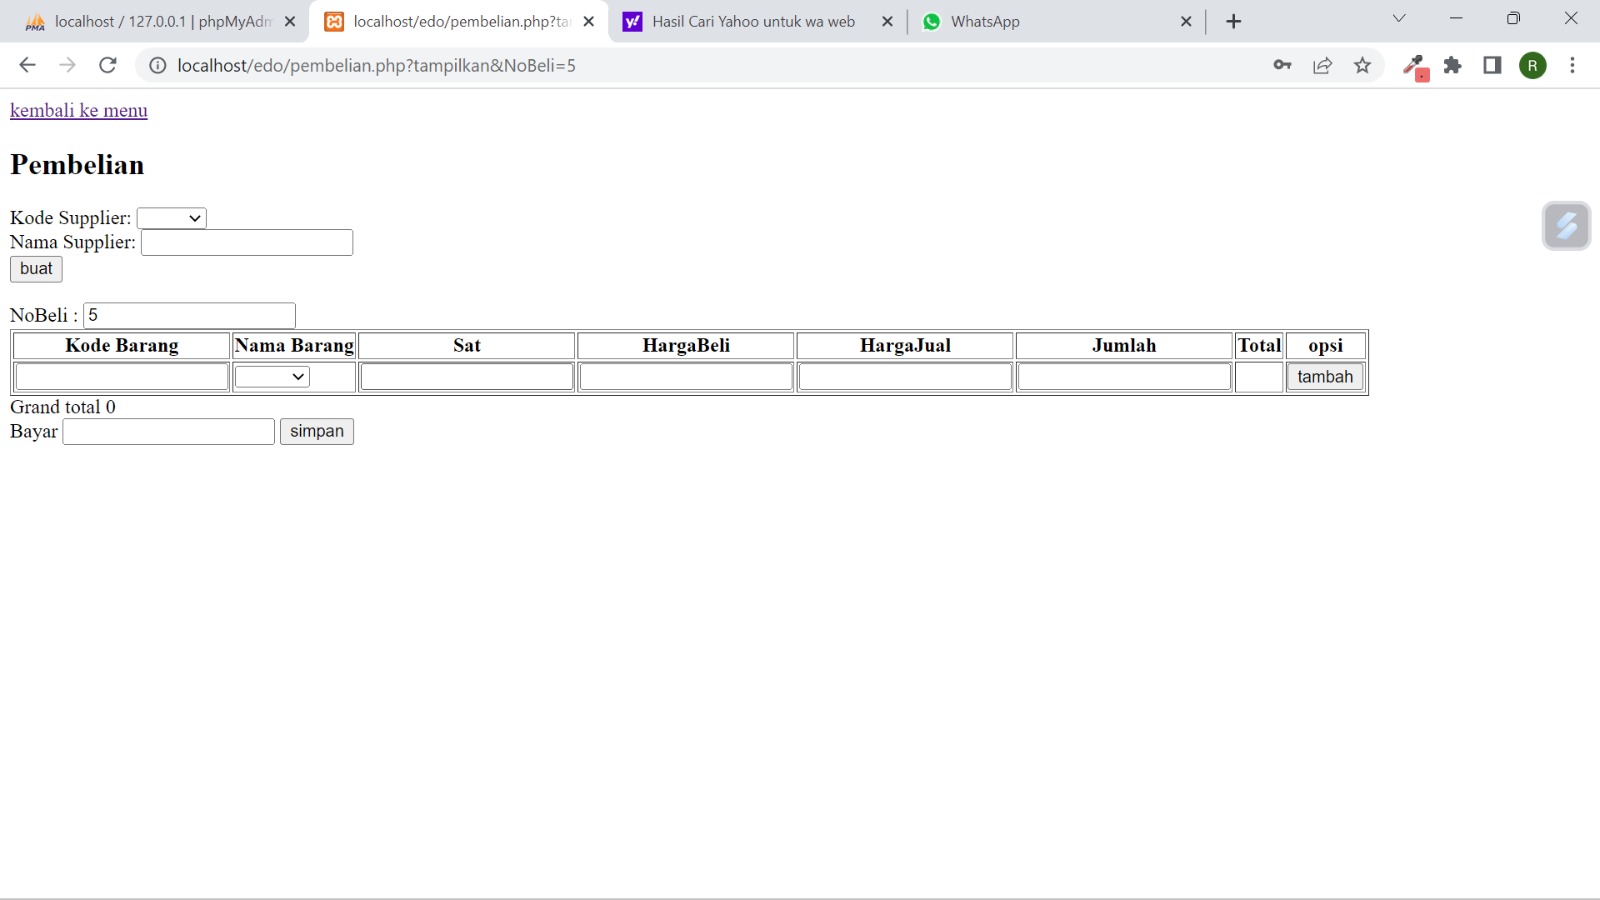 localhost / 127.0.0.1 | phpMyAdm
localhost/edo/pembelian.php?ta
Hasil Cari Yahoo untuk wa web
WhatsApp
localhost/edo/pembelian.php?tampilkan&NoBeli=5
R
kembali ke menu
Pembelian
Kode Supplier:
Nama Supplier:
buat
NoBeli : 5
Kode Barang Nama Barang Sat HargaBeli HargaJual Jumlah Total opsi
tambah
Grand total 0
Bayar simpan